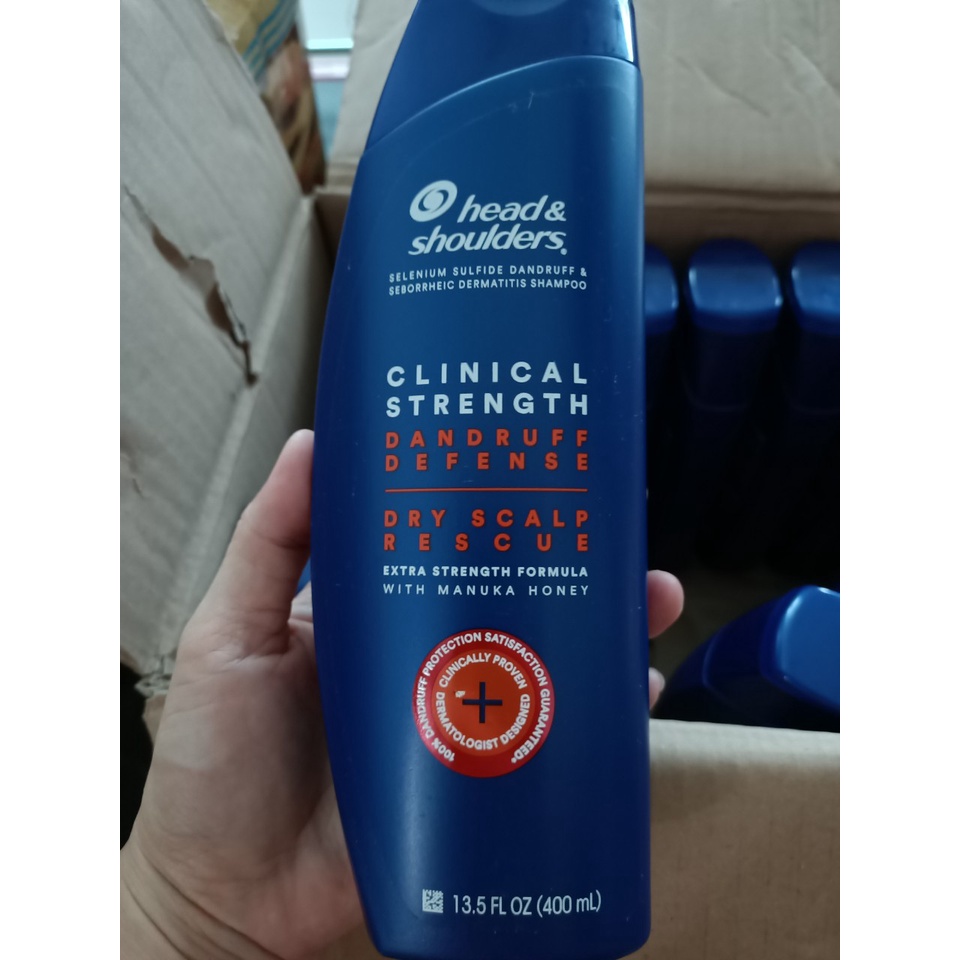 head &
shoulders
SELENIUM SULFIDE DANDRUFF &
SEBORRHEIC DERMATITIS SHAMPOO
CLINICAL
STRENGTH
DANDRUFF
DEFENSE
DRY SCALP
RESCUE
EXTRA STRENGTH FORMULA
WITH MANUKA HONEY
100% DANDRUFF PROTECTION SATISFACTION GUARANTEED*
CLINICALLY PROVEN
DERMATOLOGIST DESIGNED
13.5 FL OZ (400 mL)